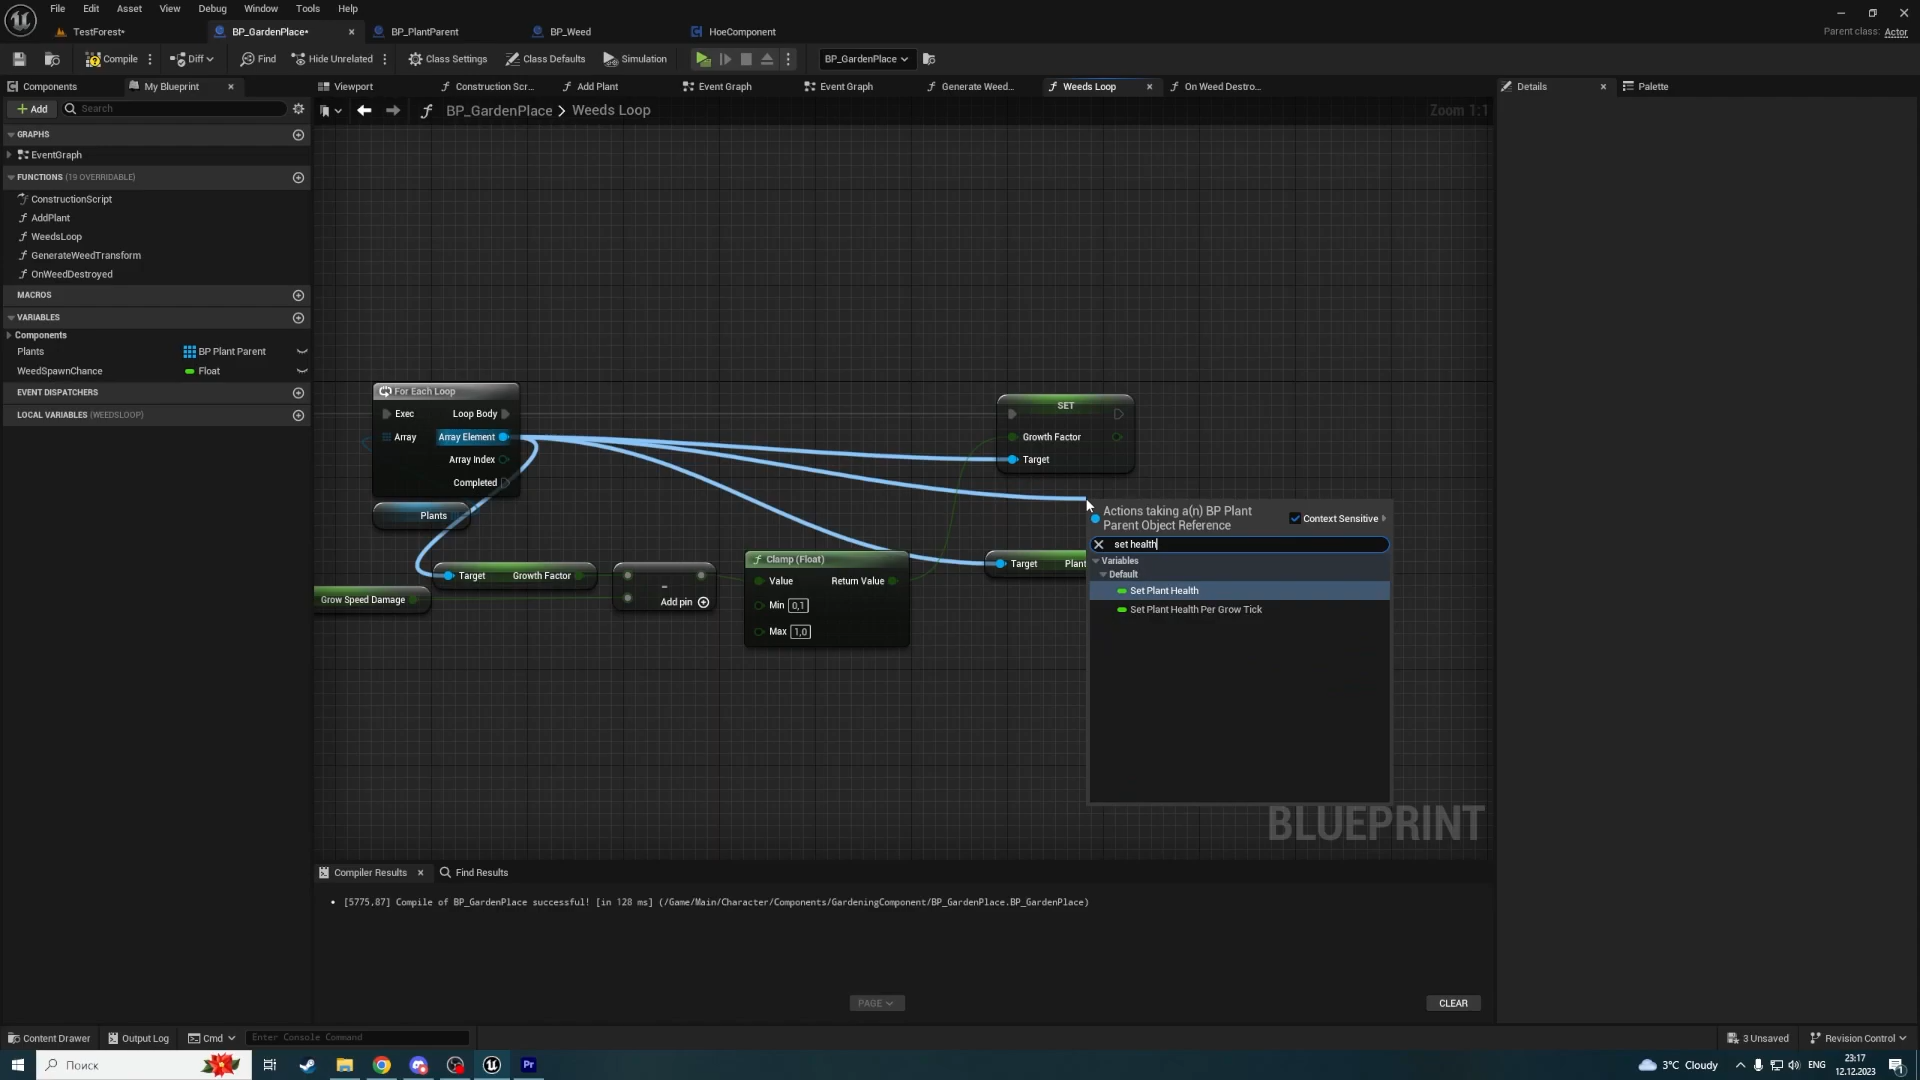 File Edit Asset View Debug Window Tools Help
TestForest* BP_GardenPlace* BP_PlantParent BP_Weed HoeComponent
Parent class: Actor
Compile Diff Find Hide Unrelated Class Settings Class Defaults Simulation BP_GardenPlace
Components My Blueprint Viewport Construction Scr... Add Plant Event Graph Event Graph Generate Weed... Weeds Loop On Weed Destro... Details Palette
Add Search
BP_GardenPlace > Weeds Loop Zoom 1:1
GRAPHS
EventGraph
FUNCTIONS (19 OVERRIDABLE)
ConstructionScript
AddPlant
WeedsLoop
GenerateWeedTransform
OnWeedDestroyed
MACROS
VARIABLES
Components
Plants BP Plant Parent
WeedSpawnChance Float
EVENT DISPATCHERS
LOCAL VARIABLES (WEEDSLOOP)
For Each Loop
Exec Loop Body
Array Array Element
Array Index
Completed
Plants
SET
Growth Factor
Target
Target Growth Factor
Grow Speed Damage
-
Add pin
Clamp (Float)
Value Return Value
Min 0,1
Max 1,0
Target Plant
Actions taking a(n) BP Plant
Parent Object Reference
Context Sensitive
set health
Variables
Default
Set Plant Health
Set Plant Health Per Grow Tick
BLUEPRINT
Compiler Results Find Results
[5775.87] Compile of BP_GardenPlace successful! [in 128 ms] (/Game/Main/Character/Components/GardeningComponent/BP_GardenPlace.BP_GardenPlace)
PAGE CLEAR
Content Drawer Output Log Cmd Enter Console Command 3 Unsaved Revision Control
Поиск Pr 3°C Cloudy ENG 23:17
12.12.2023 1